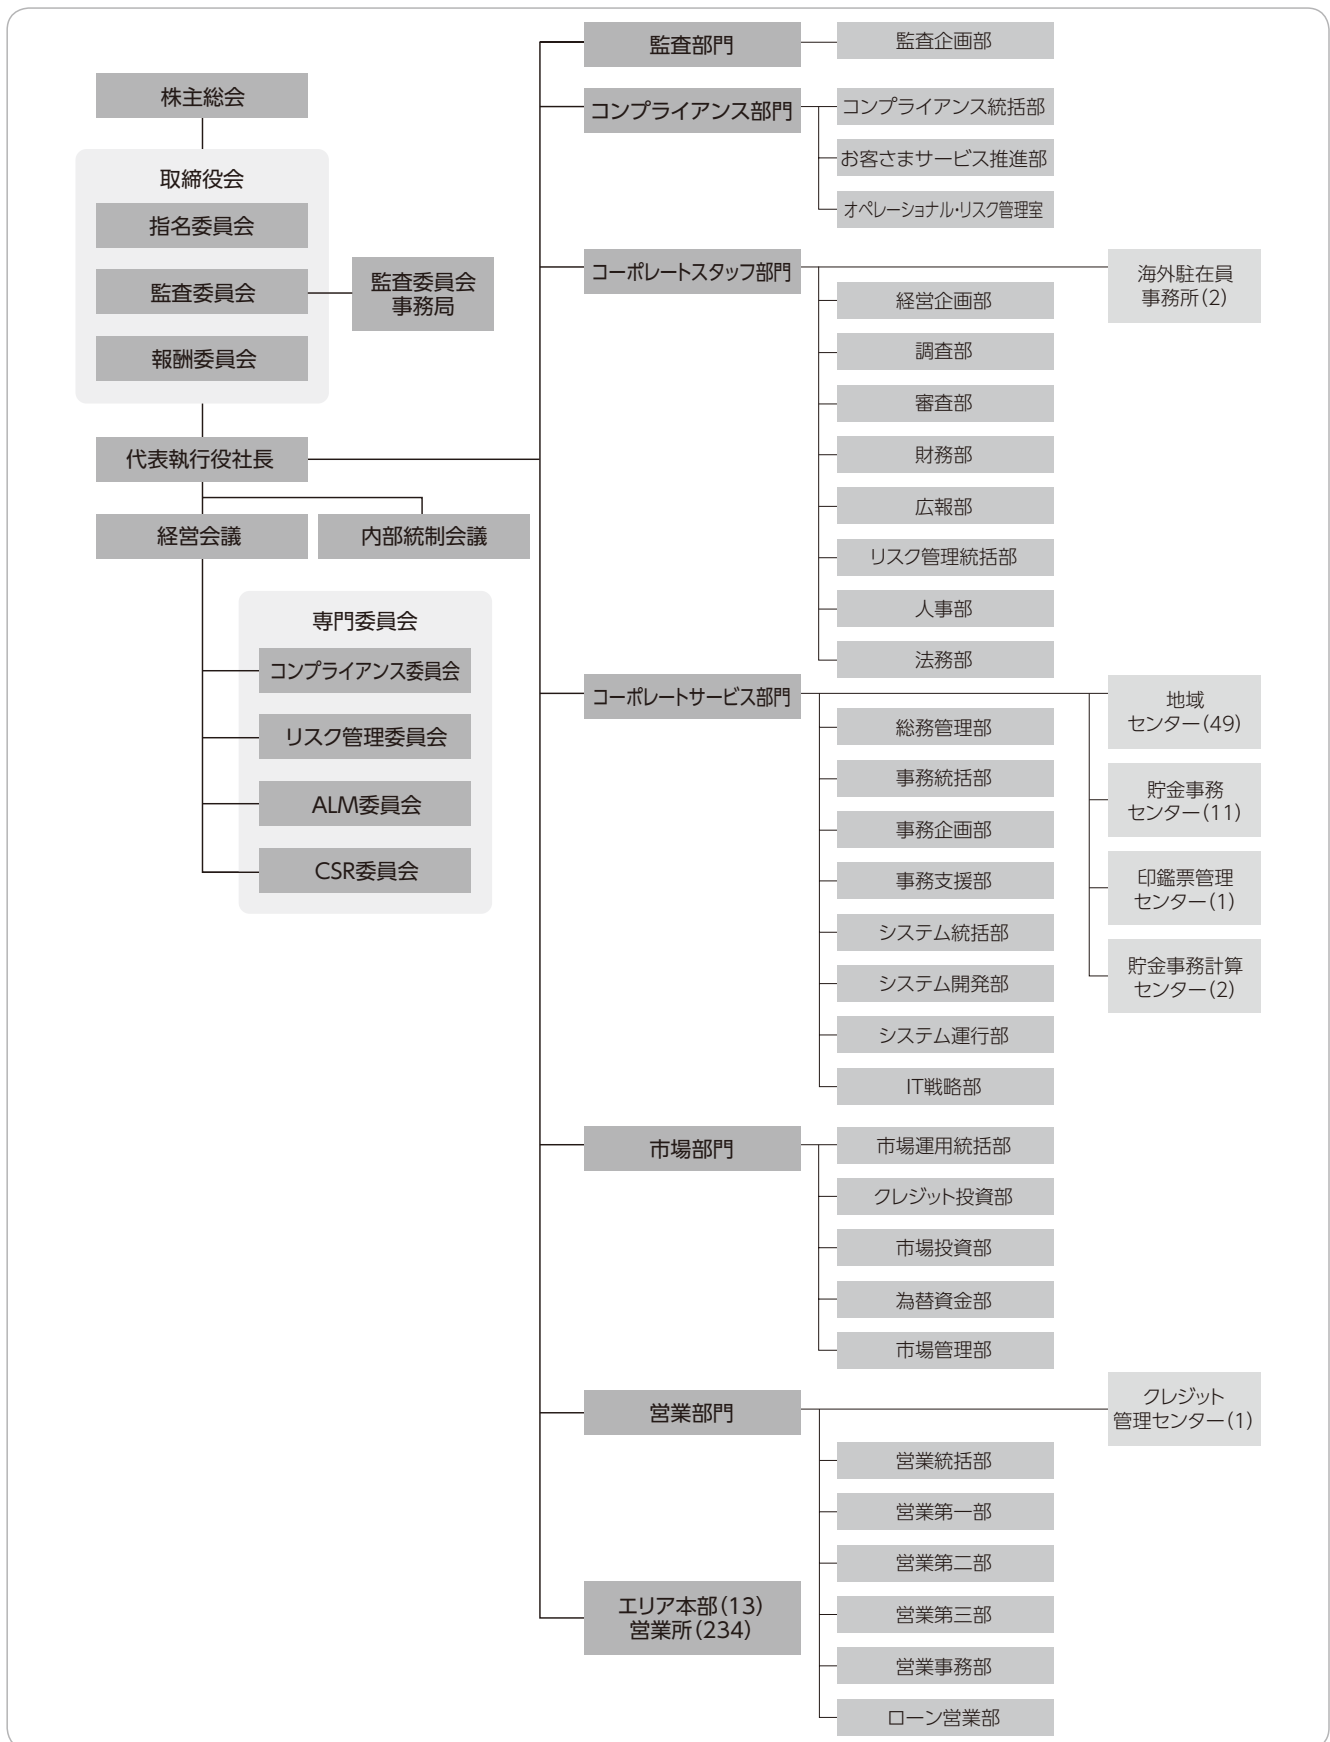 株主総会
取締役会
指名委員会
監査委員会
報酬委員会
監査委員会
事務局
代表執行役社長
経営会議
内部統制会議
専門委員会
コンプライアンス委員会
リスク管理委員会
ALM委員会
CSR委員会
監査部門
監査企画部
コンプライアンス部門
コンプライアンス統括部
お客さまサービス推進部
オペレーショナル・リスク管理室
コーポレートスタッフ部門
海外駐在員
事務所(2)
経営企画部
調査部
審査部
財務部
広報部
リスク管理統括部
人事部
法務部
コーポレートサービス部門
総務管理部
事務統括部
事務企画部
事務支援部
システム統括部
システム開発部
システム運行部
IT戦略部
地域
センター(49)
貯金事務
センター(11)
印鑑票管理
センター(1)
貯金事務計算
センター(2)
市場部門
市場運用統括部
クレジット投資部
市場投資部
為替資金部
市場管理部
営業部門
クレジット
管理センター(1)
営業統括部
営業第一部
営業第二部
営業第三部
営業事務部
ローン営業部
エリア本部(13)
営業所(234)